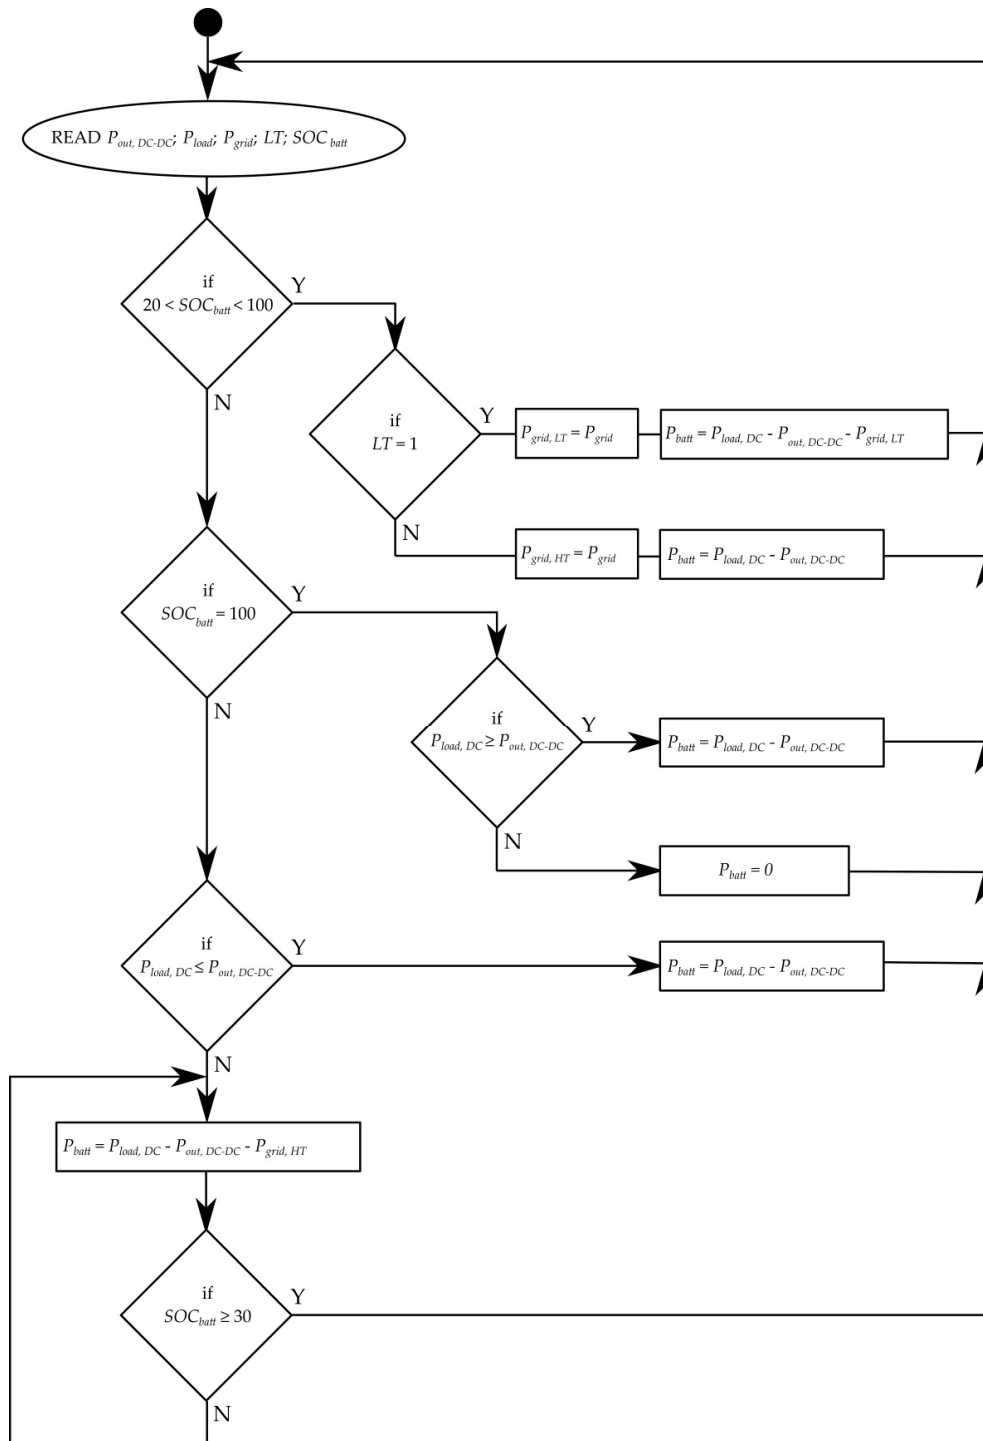 READ P_out, DC-DC; P_load; P_grid; LT; SOC_batt
if
20 < SOC_batt < 100
Y
N
if
LT = 1
Y
P_grid, LT = P_grid
P_batt = P_load, DC - P_out, DC-DC - P_grid, LT
N
P_grid, HT = P_grid
P_batt = P_load, DC - P_out, DC-DC
if
SOC_batt = 100
Y
N
if
P_load, DC ≥ P_out, DC-DC
Y
P_batt = P_load, DC - P_out, DC-DC
N
P_batt = 0
if
P_load, DC ≤ P_out, DC-DC
Y
P_batt = P_load, DC - P_out, DC-DC
N
P_batt = P_load, DC - P_out, DC-DC - P_grid, HT
if
SOC_batt ≥ 30
Y
N